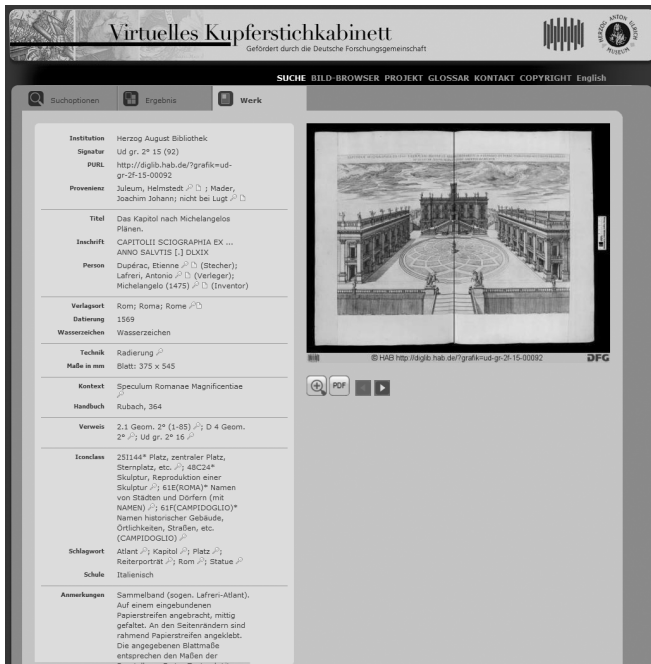 Virtuelles Kupferstichkabinett
Gefördert durch die Deutsche Forschungsgemeinschaft
HERZOG ANTON ULRICH MUSEUM
SUCHE BILD-BROWSER PROJEKT GLOSSAR KONTAKT COPYRIGHT English
Suchoptionen Ergebnis Werk
Institution Herzog August Bibliothek
Signatur Ud gr. 2° 15 (92)
PURL http://diglib.hab.de/?grafik=ud-
gr-2f-15-00092
Provenienz Juleum, Helmstedt ; Mader,
Joachim Johann; nicht bei Lugt
Titel Das Kapitol nach Michelangelos
Plänen.
Inschrift CAPITOLII SCIOGRAPHIA EX ...
ANNO SALVTIS [.] DLXIX
Person Dupérac, Etienne (Stecher);
Lafreri, Antonio (Verleger);
Michelangelo (1475) (Inventor)
Verlagsort Rom; Roma; Rome
Datierung 1569
Wasserzeichen Wasserzeichen
Technik Radierung
Maße in mm Blatt: 375 x 545
Kontext Speculum Romanae Magnificentiae
Handbuch Rubach, 364
Verweis 2.1 Geom. 2° (1-85) ; D 4 Geom.
2° ; Ud gr. 2° 16
Iconclass 25I144* Platz, zentraler Platz,
Sternplatz, etc. ; 48C24*
Skulptur, Reproduktion einer
Skulptur ; 61E(ROMA)* Namen
von Städten und Dörfern (mit
NAMEN) ; 61F(CAMPIDOGLIO)*
Namen historischer Gebäude,
Örtlichkeiten, Straßen, etc.
(CAMPIDOGLIO)
Schlagwort Atlant ; Kapitol ; Platz ;
Reiterporträt ; Rom ; Statue
Schule Italienisch
Anmerkungen Sammelband (sogen. Lafreri-Atlant).
Auf einem eingebundenen
Papierstreifen angebracht, mittig
gefaltet. An den Seitenrändern sind
rahmend Papierstreifen angeklebt.
Die angegebenen Blattmaße
entsprechen den Maßen der
© HAB http://diglib.hab.de/?grafik=ud-gr-2f-15-00092 DFG
PDF